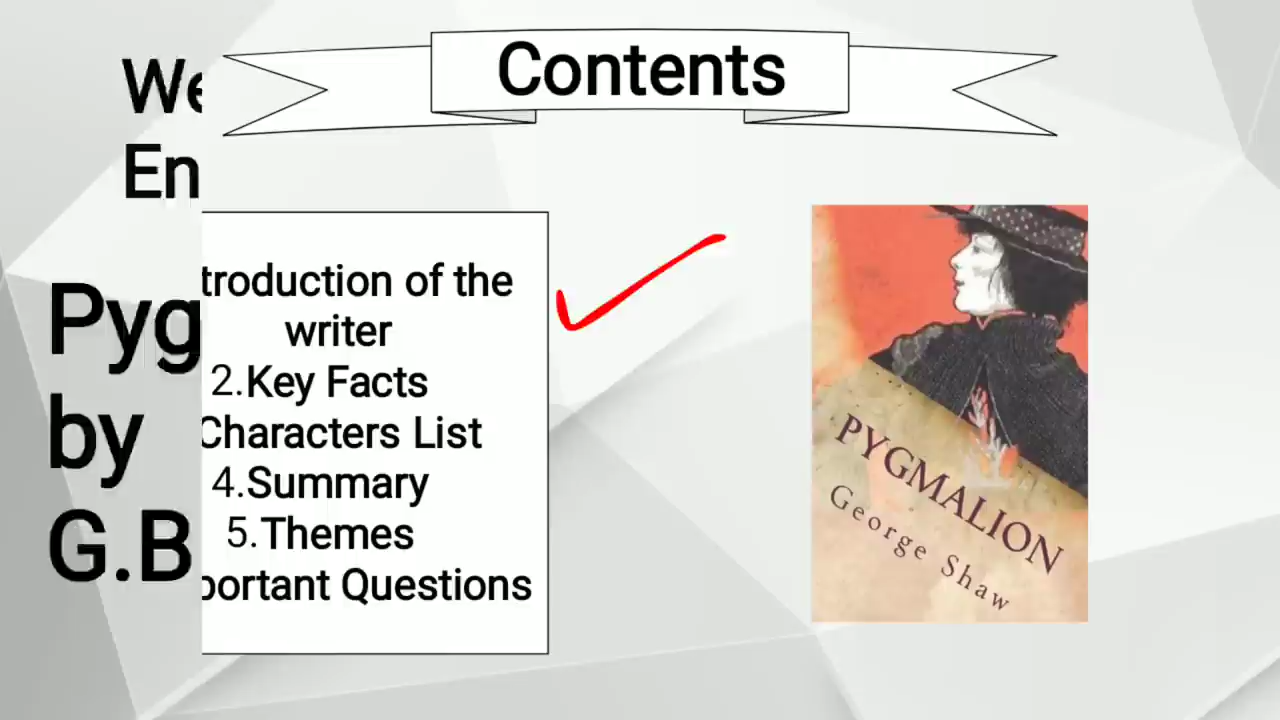 Contents
We
En
Pyg
by
G.B
troduction of the
writer
2.Key Facts
Characters List
4.Summary
5.Themes
portant Questions
PYGMALION
George Shaw